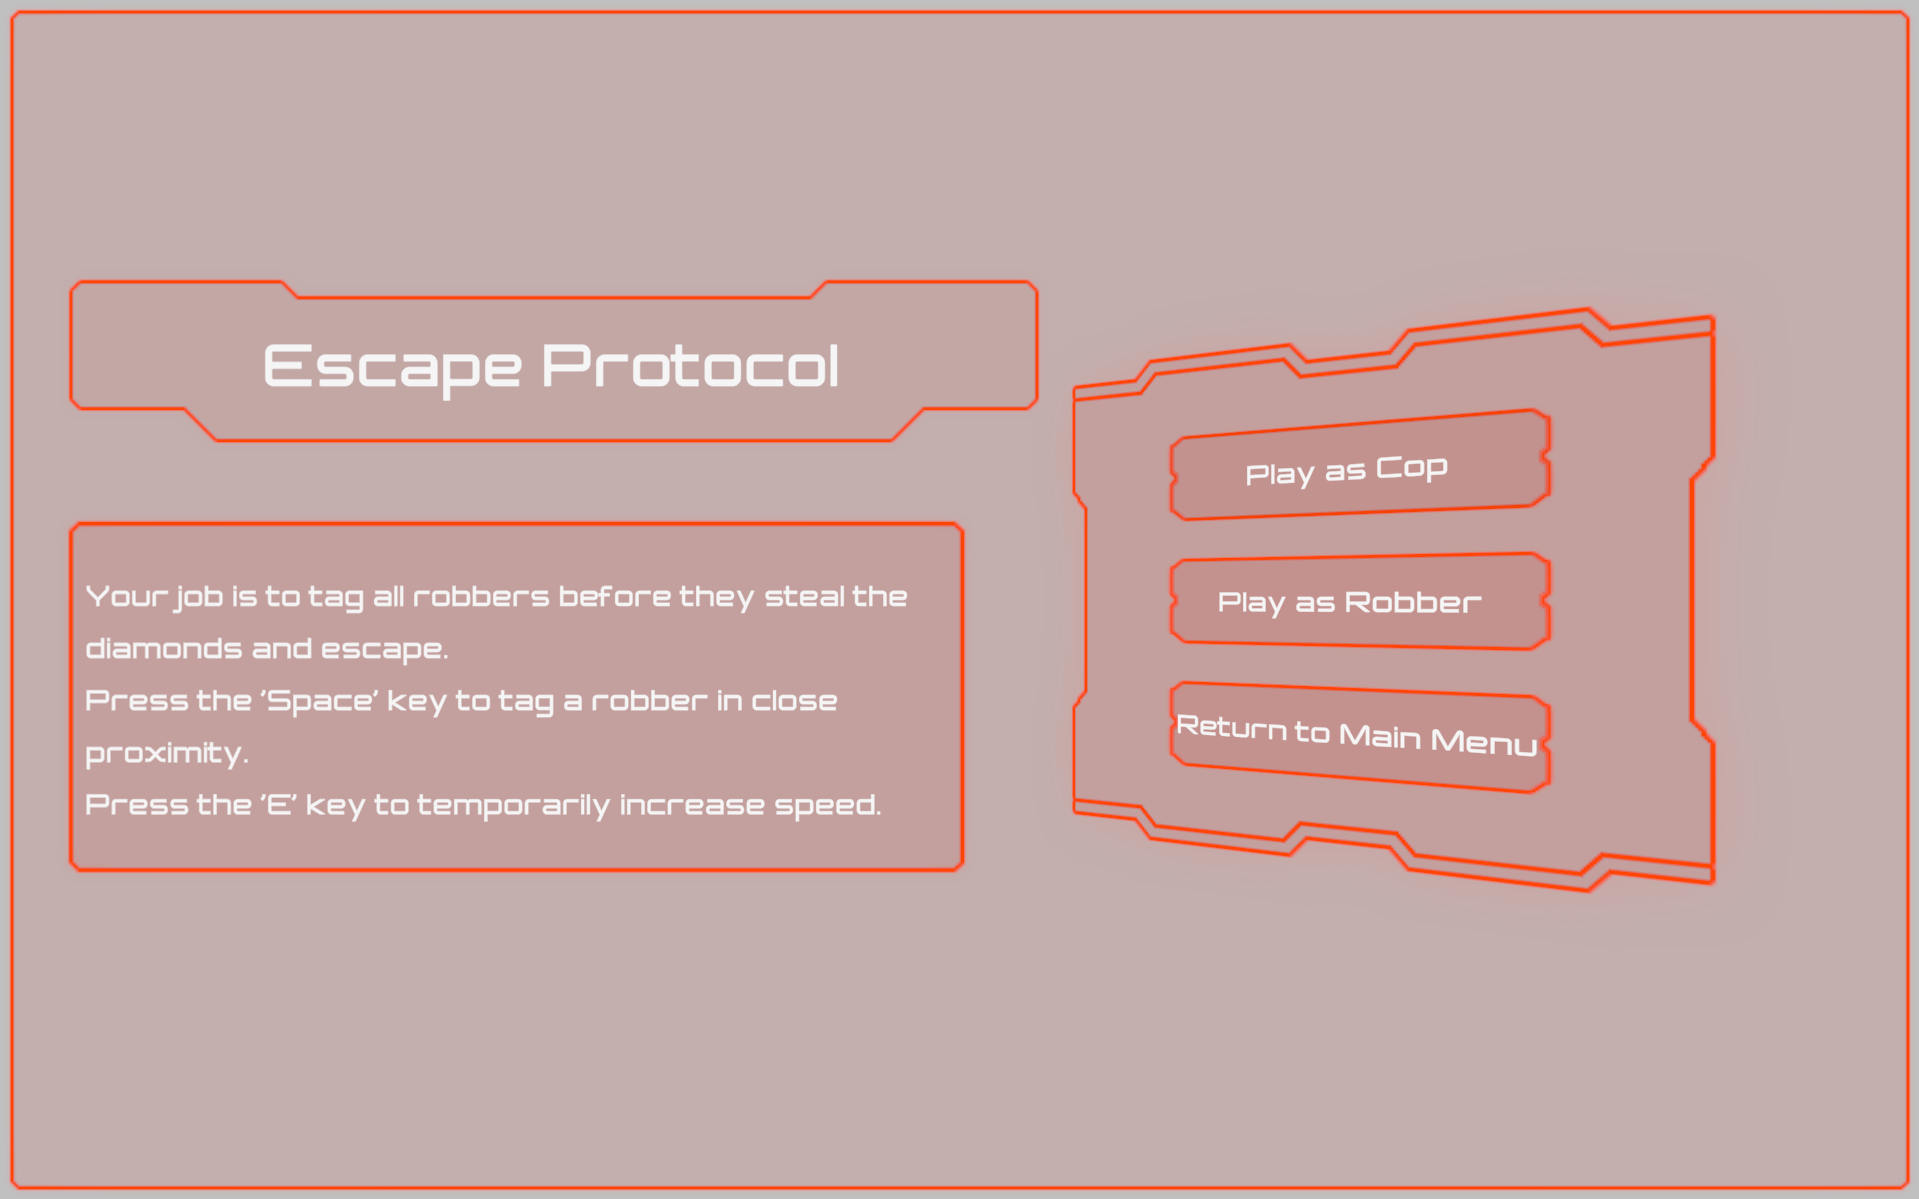 Escape Protocol
Your job is to tag all robbers before they steal the
diamonds and escape.
Press the 'Space' key to tag a robber in close
proximity.
Press the 'E' key to temporarily increase speed.
Play as Cop
Play as Robber
Return to Main Menu